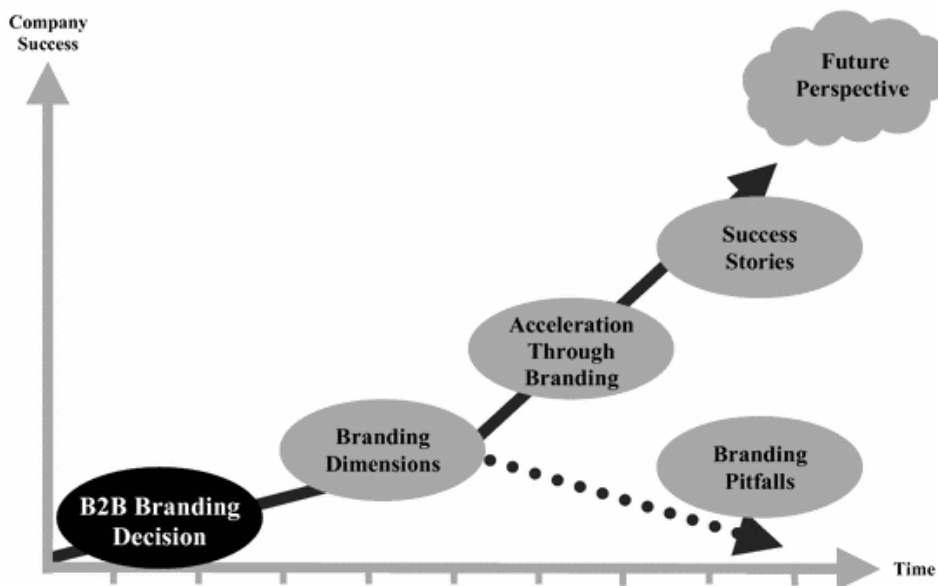 Company
Success
Future
Perspective
Success
Stories
Acceleration
Through
Branding
Branding
Dimensions
Branding
Pitfalls
B2B Branding
Decision
Time